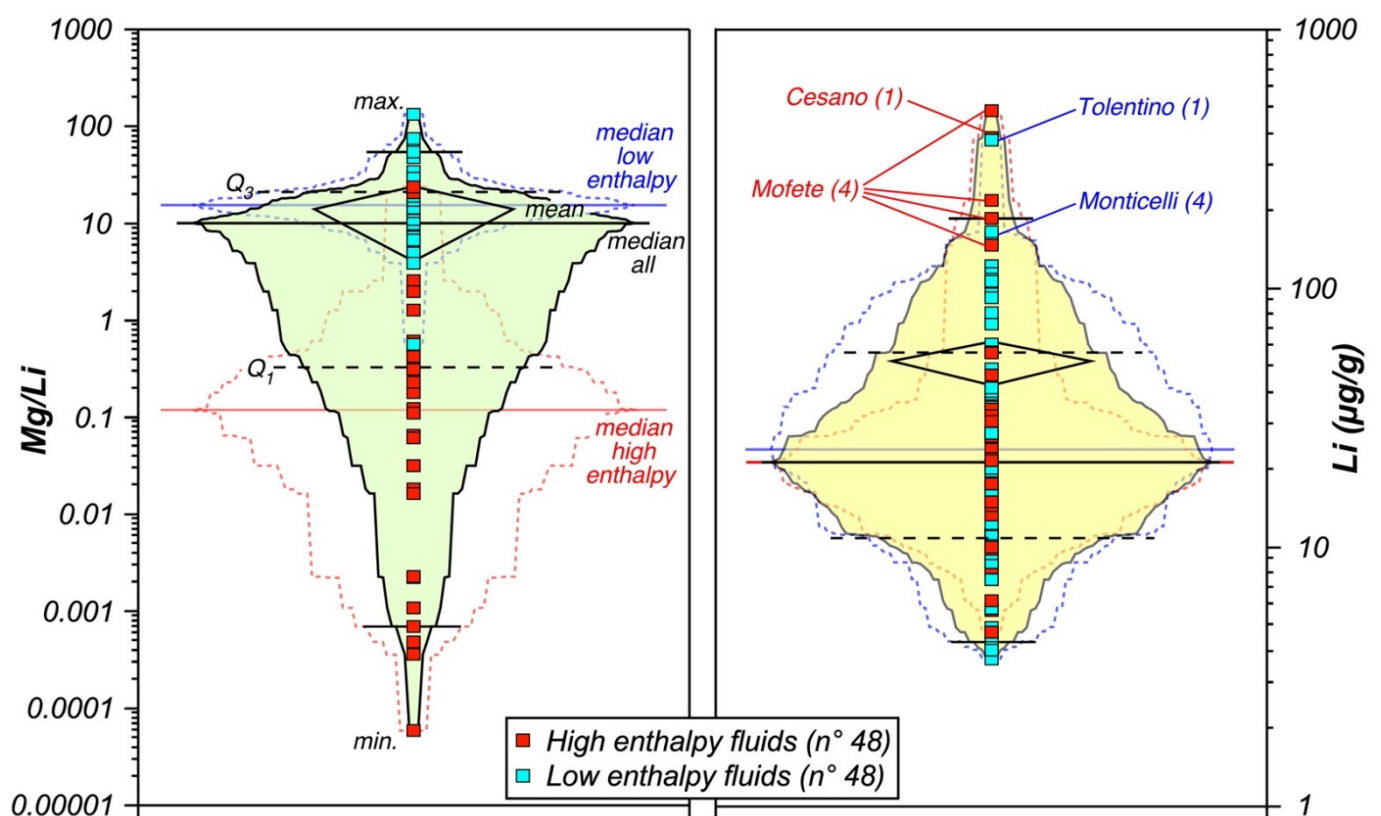 1000
100
10
1
0.1
0.01
0.001
0.0001
0.00001
Mg/Li
max.
median
low
enthalpy
Q3
mean
median
all
Q1
median
high
enthalpy
min.
Cesano (1)
Tolentino (1)
Mofete (4)
Monticelli (4)
1000
100
10
1
Li (µg/g)
High enthalpy fluids (n° 48)
Low enthalpy fluids (n° 48)